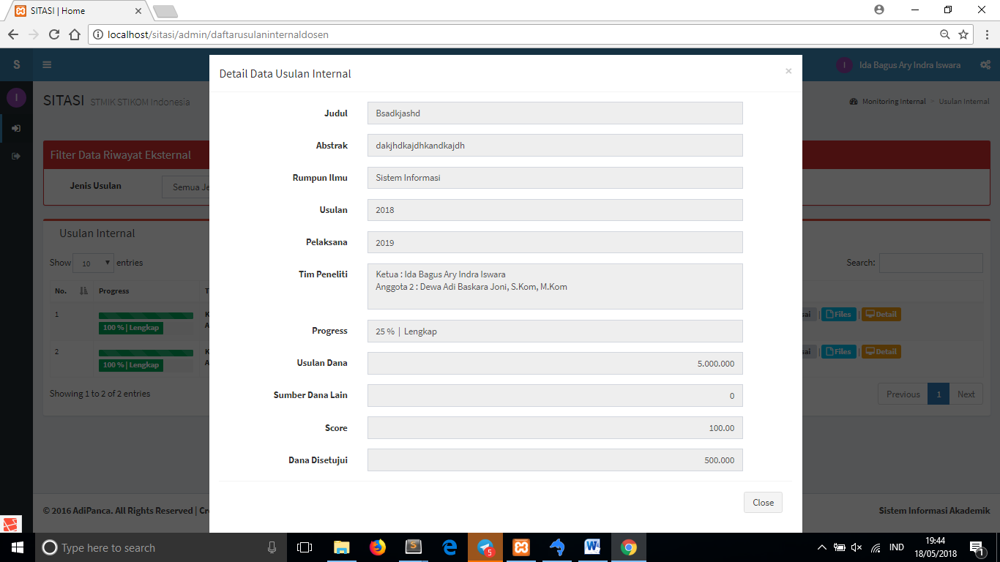 SITASI | Home
localhost/sitasi/admin/daftarusulaninternaldosen
S
I
Ida Bagus Ary Indra Iswara
I
SITASI STMIK STIKOM Indonesia
Monitoring Internal > Usulan Internal
Filter Data Riwayat Eksternal
Jenis Usulan
Semua Je
Usulan Internal
Show 10 entries
Search:
No. Progress T
1 K
100 % | Lengkap A
sai | Files | Detail
2 K
100 % | Lengkap A
sai | Files | Detail
Showing 1 to 2 of 2 entries
Previous 1 Next
© 2016 AdiPanca. All Rights Reserved | Cr
Sistem Informasi Akademik
Detail Data Usulan Internal
×
Judul Bsadkjashd
Abstrak dakjhdkajdhkandkajdh
Rumpun Ilmu Sistem Informasi
Usulan 2018
Pelaksana 2019
Tim Peneliti Ketua : Ida Bagus Ary Indra Iswara
Anggota 2 : Dewa Adi Baskara Joni, S.Kom, M.Kom
Progress 25 % | Lengkap
Usulan Dana 5.000.000
Sumber Dana Lain 0
Score 100.00
Dana Disetujui 500.000
Close
Type here to search
5
IND
19:44
18/05/2018
1